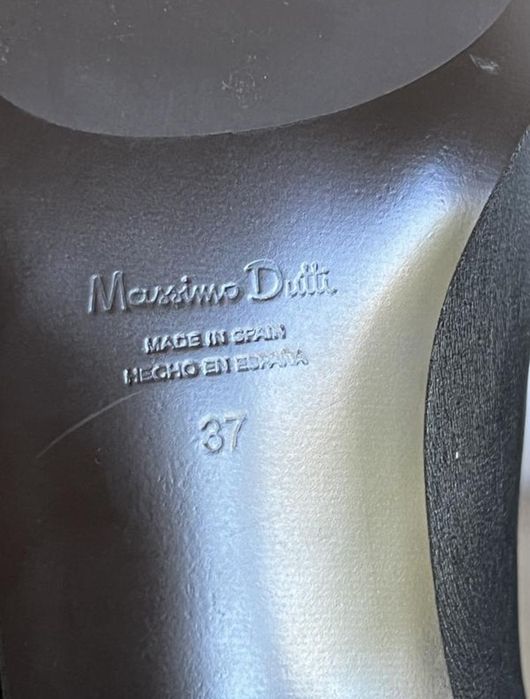 Massimo Dutti
MADE IN SPAIN
HECHO EN ESPAÑA
37